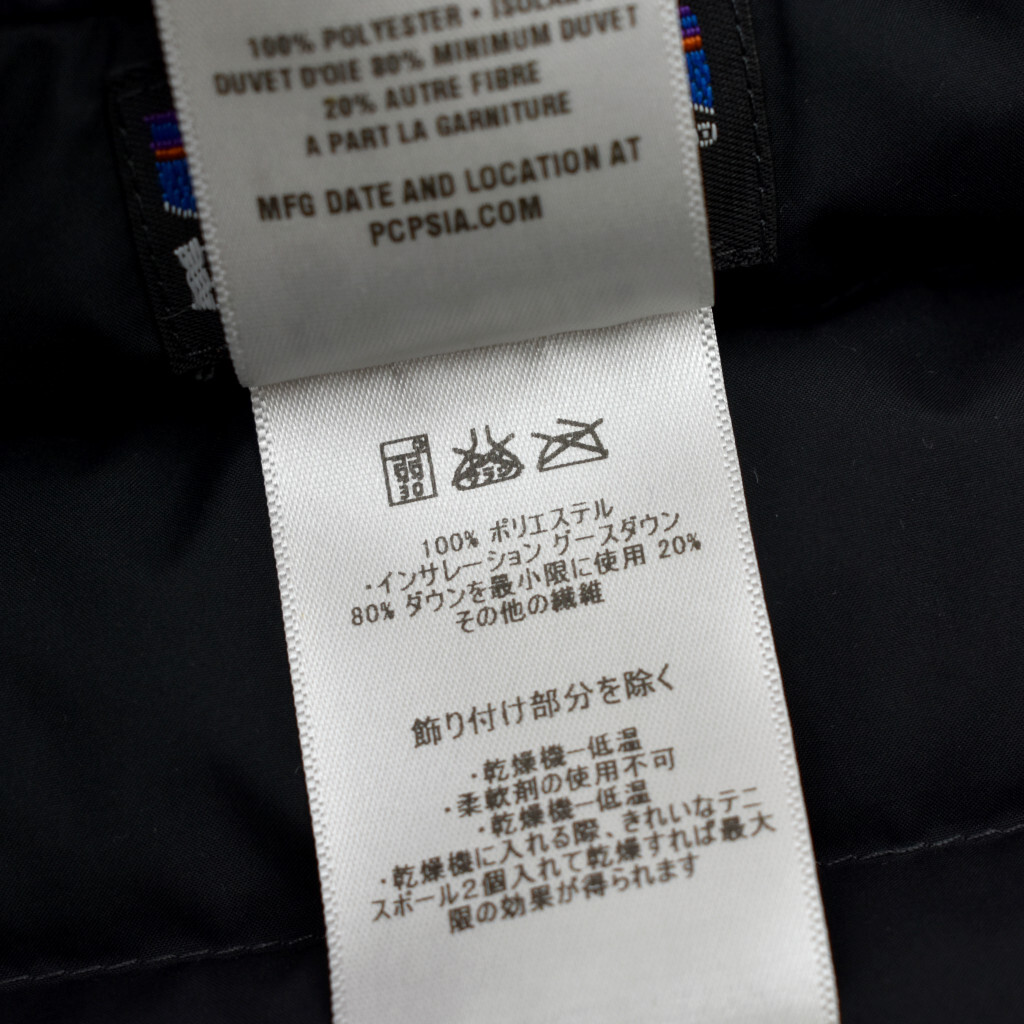 100% POLYESTER • ISOLA
DUVET D'OIE 80% MINIMUM DUVET
20% AUTRE FIBRE
A PART LA GARNITURE
MFG DATE AND LOCATION AT
PCPSIA.COM
弱
30
100% ポリエステル
・インサレーション グースダウン
80% ダウンを最小限に使用 20%
その他の繊維
飾り付け部分を除く
・乾燥機ー低温
・柔軟剤の使用不可
・乾燥機ー低温
・乾燥機に入れる際、きれいなテニ
スボール2個入れて乾燥すれば最大
限の効果が得られます